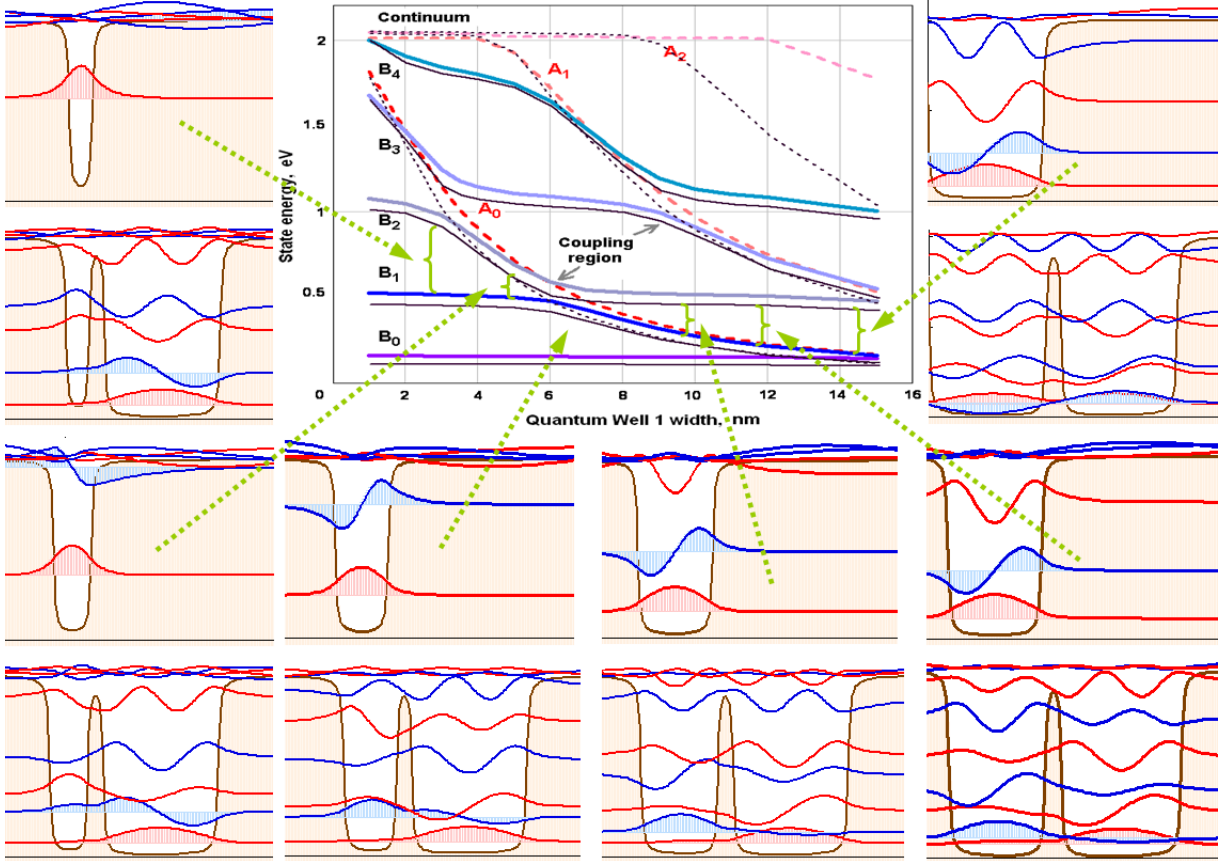 Continuum
2
A1
A2
B4
1.5
B3
State energy, eV
A0
1
B2
Coupling
region
B1
0.5
B0
0
0 2 4 6 8 10 12 14 16
Quantum Well 1 width, nm